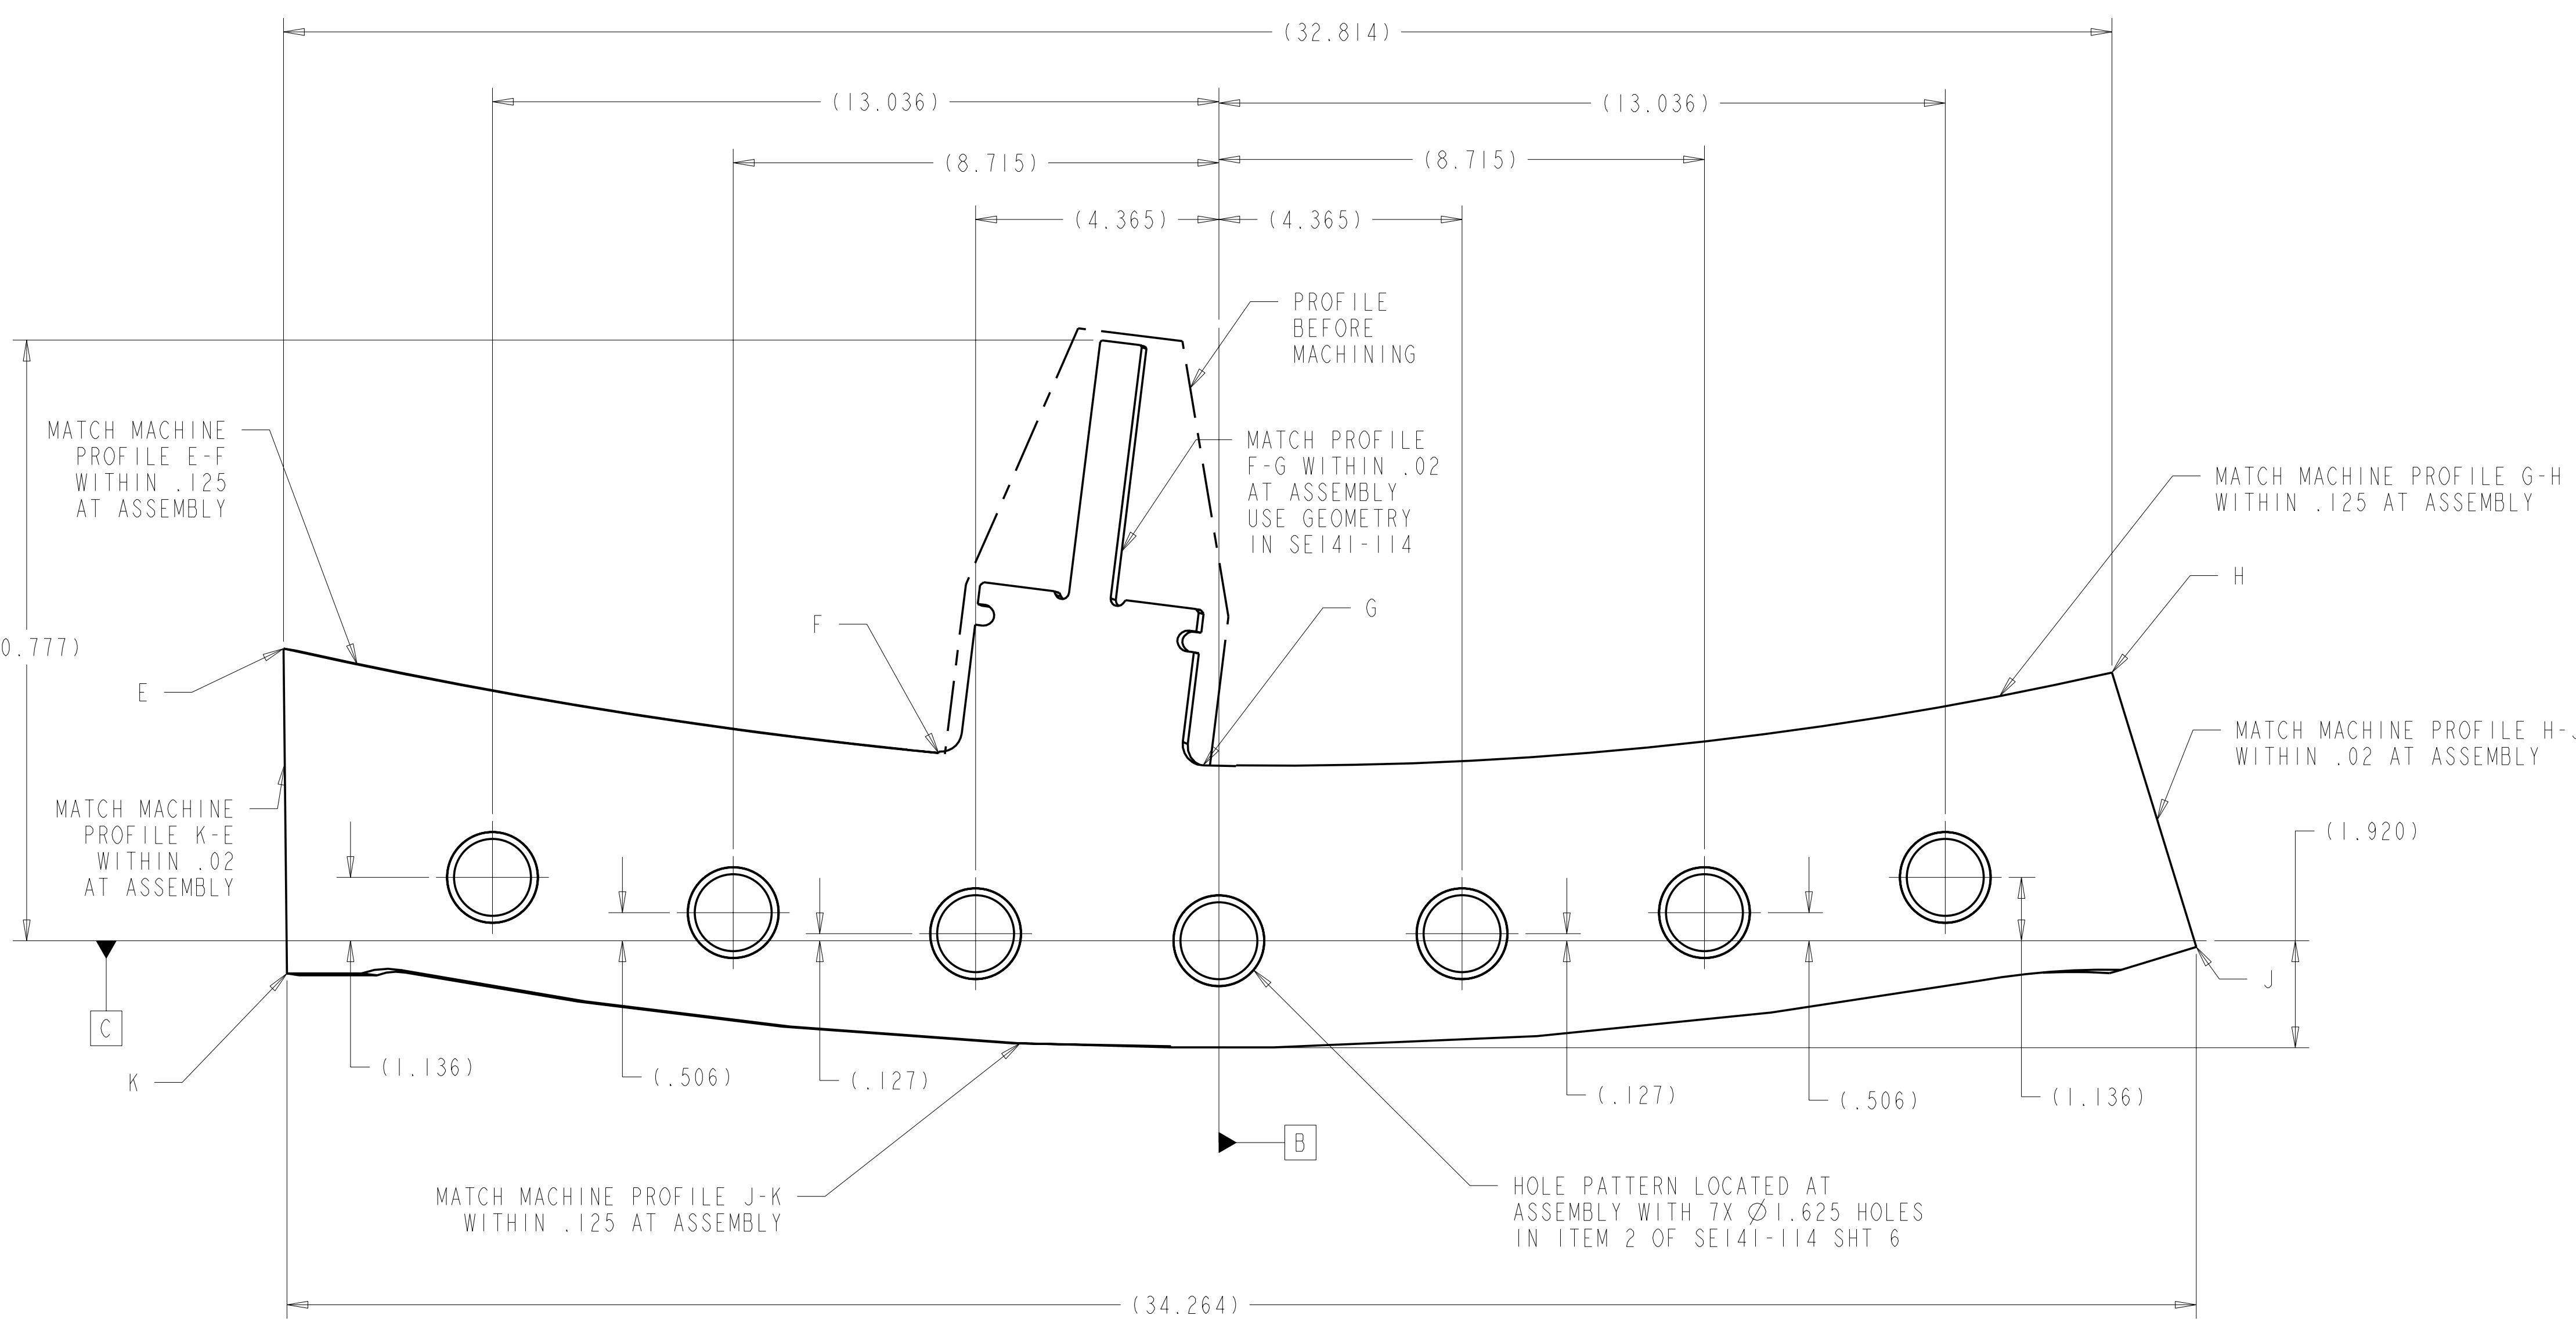 (32.814)
(13.036)
(13.036)
(8.715)
(8.715)
(4.365)
(4.365)
PROFILE
BEFORE
MACHINING
MATCH MACHINE
PROFILE E-F
WITHIN .125
AT ASSEMBLY
MATCH PROFILE
F-G WITHIN .02
AT ASSEMBLY
USE GEOMETRY
IN SE141-114
MATCH MACHINE PROFILE G-H
WITHIN .125 AT ASSEMBLY
H
G
F
0.777)
E
MATCH MACHINE PROFILE H-J
WITHIN .02 AT ASSEMBLY
MATCH MACHINE
PROFILE K-E
WITHIN .02
AT ASSEMBLY
(1.920)
J
C
K
(1.136)
(.506)
(.127)
(.127)
(.506)
(1.136)
B
MATCH MACHINE PROFILE J-K
WITHIN .125 AT ASSEMBLY
HOLE PATTERN LOCATED AT
ASSEMBLY WITH 7X Ø1.625 HOLES
IN ITEM 2 OF SE141-114 SHT 6
(34.264)